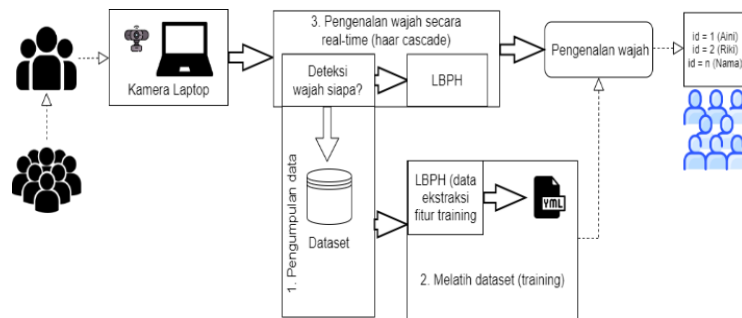 3. Pengenalan wajah secara
real-time (haar cascade)
Kamera Laptop
Deteksi
wajah siapa?
LBPH
Pengenalan wajah
id = 1 (Aini)
id = 2 (Riki)
id = n (Nama)
1. Pengumpulan data
Dataset
LBPH (data
ekstraksi
fitur training
YML
2. Melatih dataset (training)